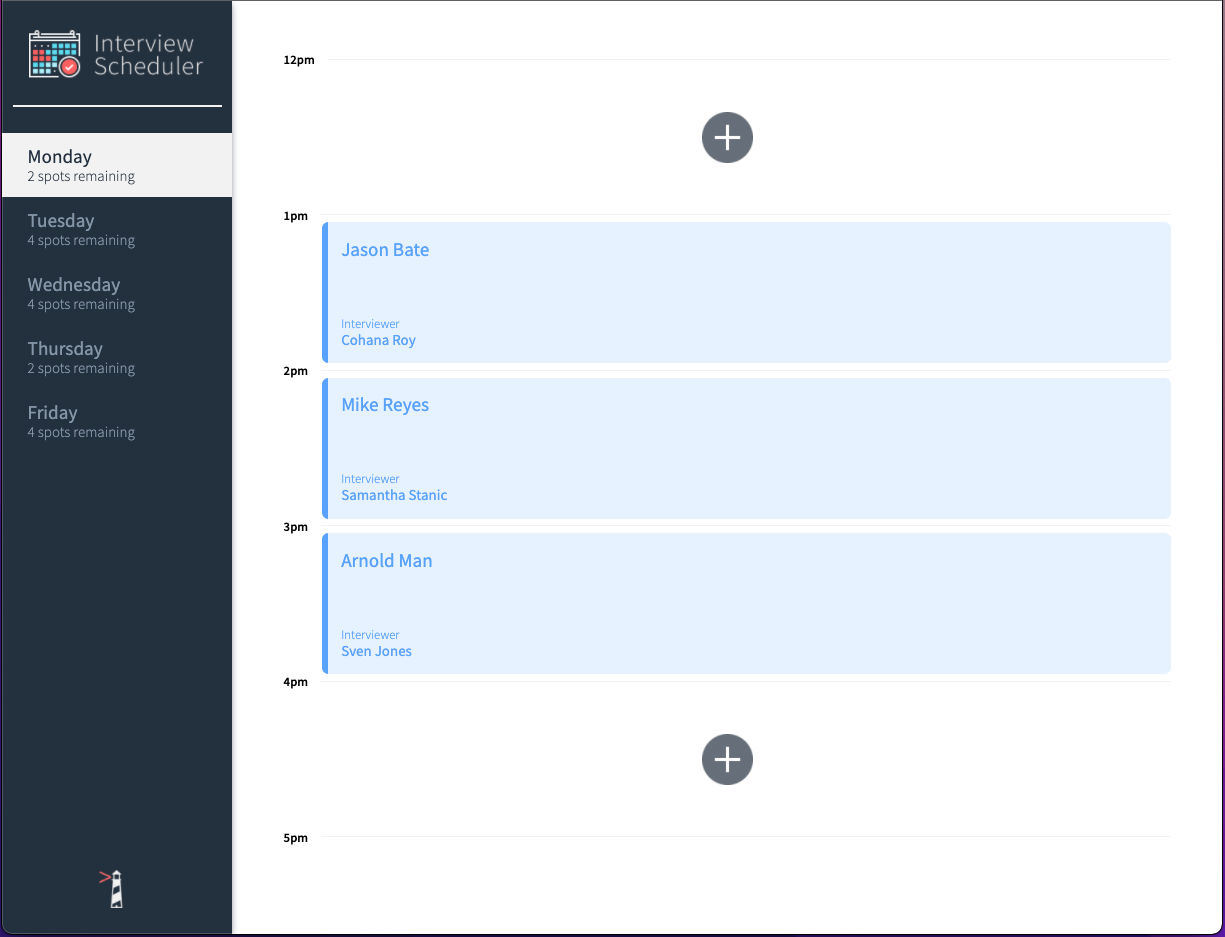 Interview
Scheduler
Monday
2 spots remaining
Tuesday
4 spots remaining
Wednesday
4 spots remaining
Thursday
2 spots remaining
Friday
4 spots remaining
12pm
1pm
Jason Bate
Interviewer
Cohana Roy
2pm
Mike Reyes
Interviewer
Samantha Stanic
3pm
Arnold Man
Interviewer
Sven Jones
4pm
5pm